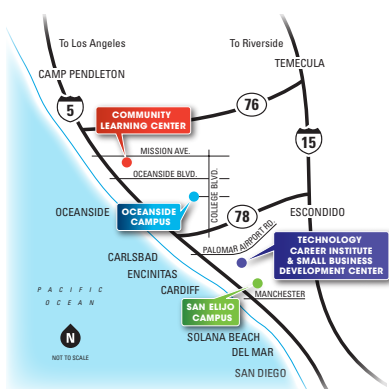 To Los Angeles
To Riverside
TEMECULA
CAMP PENDLETON
5
76
COMMUNITY
LEARNING CENTER
15
MISSION AVE.
OCEANSIDE BLVD.
COLLEGE BLVD.
OCEANSIDE
OCEANSIDE
CAMPUS
78
ESCONDIDO
PALOMAR AIRPORT RD.
TECHNOLOGY
CAREER INSTITUTE
& SMALL BUSINESS
DEVELOPMENT CENTER
CARLSBAD
ENCINITAS
PACIFIC
OCEAN
CARDIFF
MANCHESTER
SAN ELIJO
CAMPUS
N
NOT TO SCALE
SOLANA BEACH
DEL MAR
SAN DIEGO